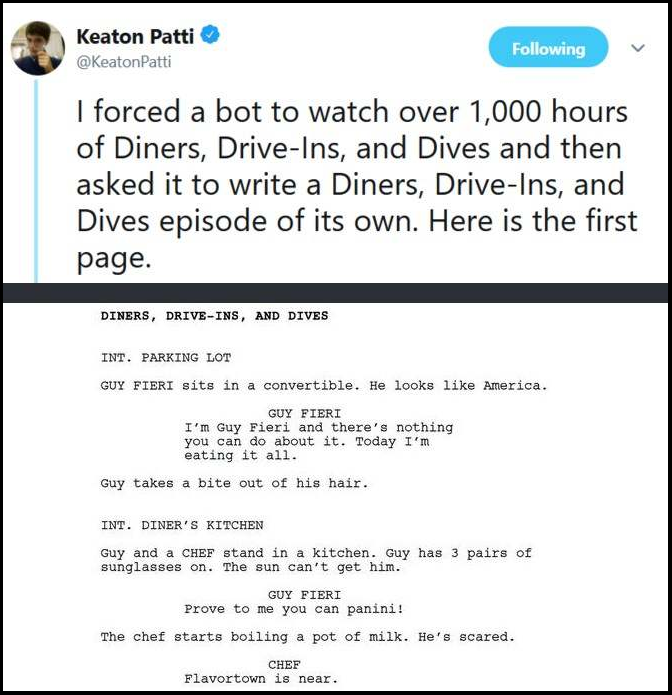 Keaton Patti
@KeatonPatti
Following
I forced a bot to watch over 1,000 hours
of Diners, Drive-Ins, and Dives and then
asked it to write a Diners, Drive-Ins, and
Dives episode of its own. Here is the first
page.
DINERS, DRIVE-INS, AND DIVES
INT. PARKING LOT
GUY FIERI sits in a convertible. He looks like America.
GUY FIERI
I'm Guy Fieri and there's nothing
you can do about it. Today I'm
eating it all.
Guy takes a bite out of his hair.
INT. DINER'S KITCHEN
Guy and a CHEF stand in a kitchen. Guy has 3 pairs of
sunglasses on. The sun can't get him.
GUY FIERI
Prove to me you can panini!
The chef starts boiling a pot of milk. He's scared.
CHEF
Flavortown is near.